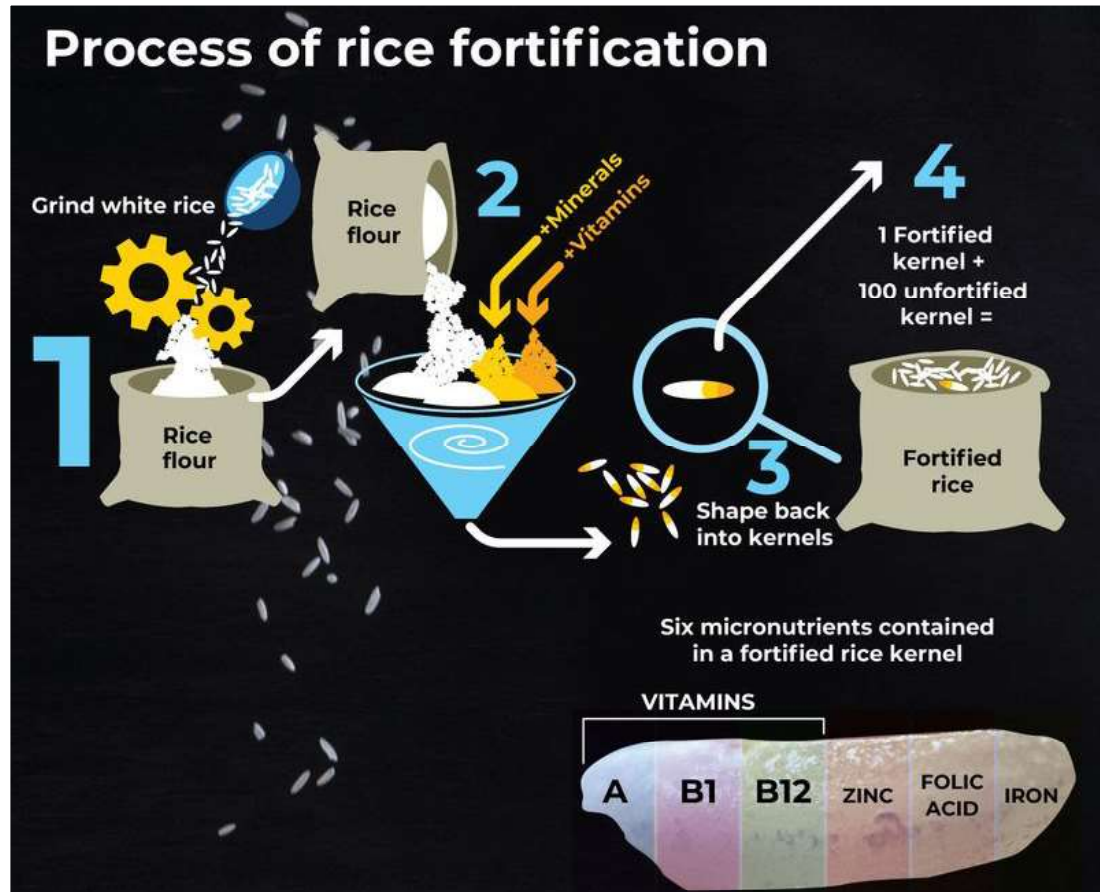 Process of rice fortification
1
Grind white rice
Rice
flour
2
Rice
flour
+Minerals
+Vitamins
3
Shape back
into kernels
4
1 Fortified
kernel +
100 unfortified
kernel =
Fortified
rice
Six micronutrients contained
in a fortified rice kernel
VITAMINS
A B1 B12 ZINC FOLIC
ACID IRON